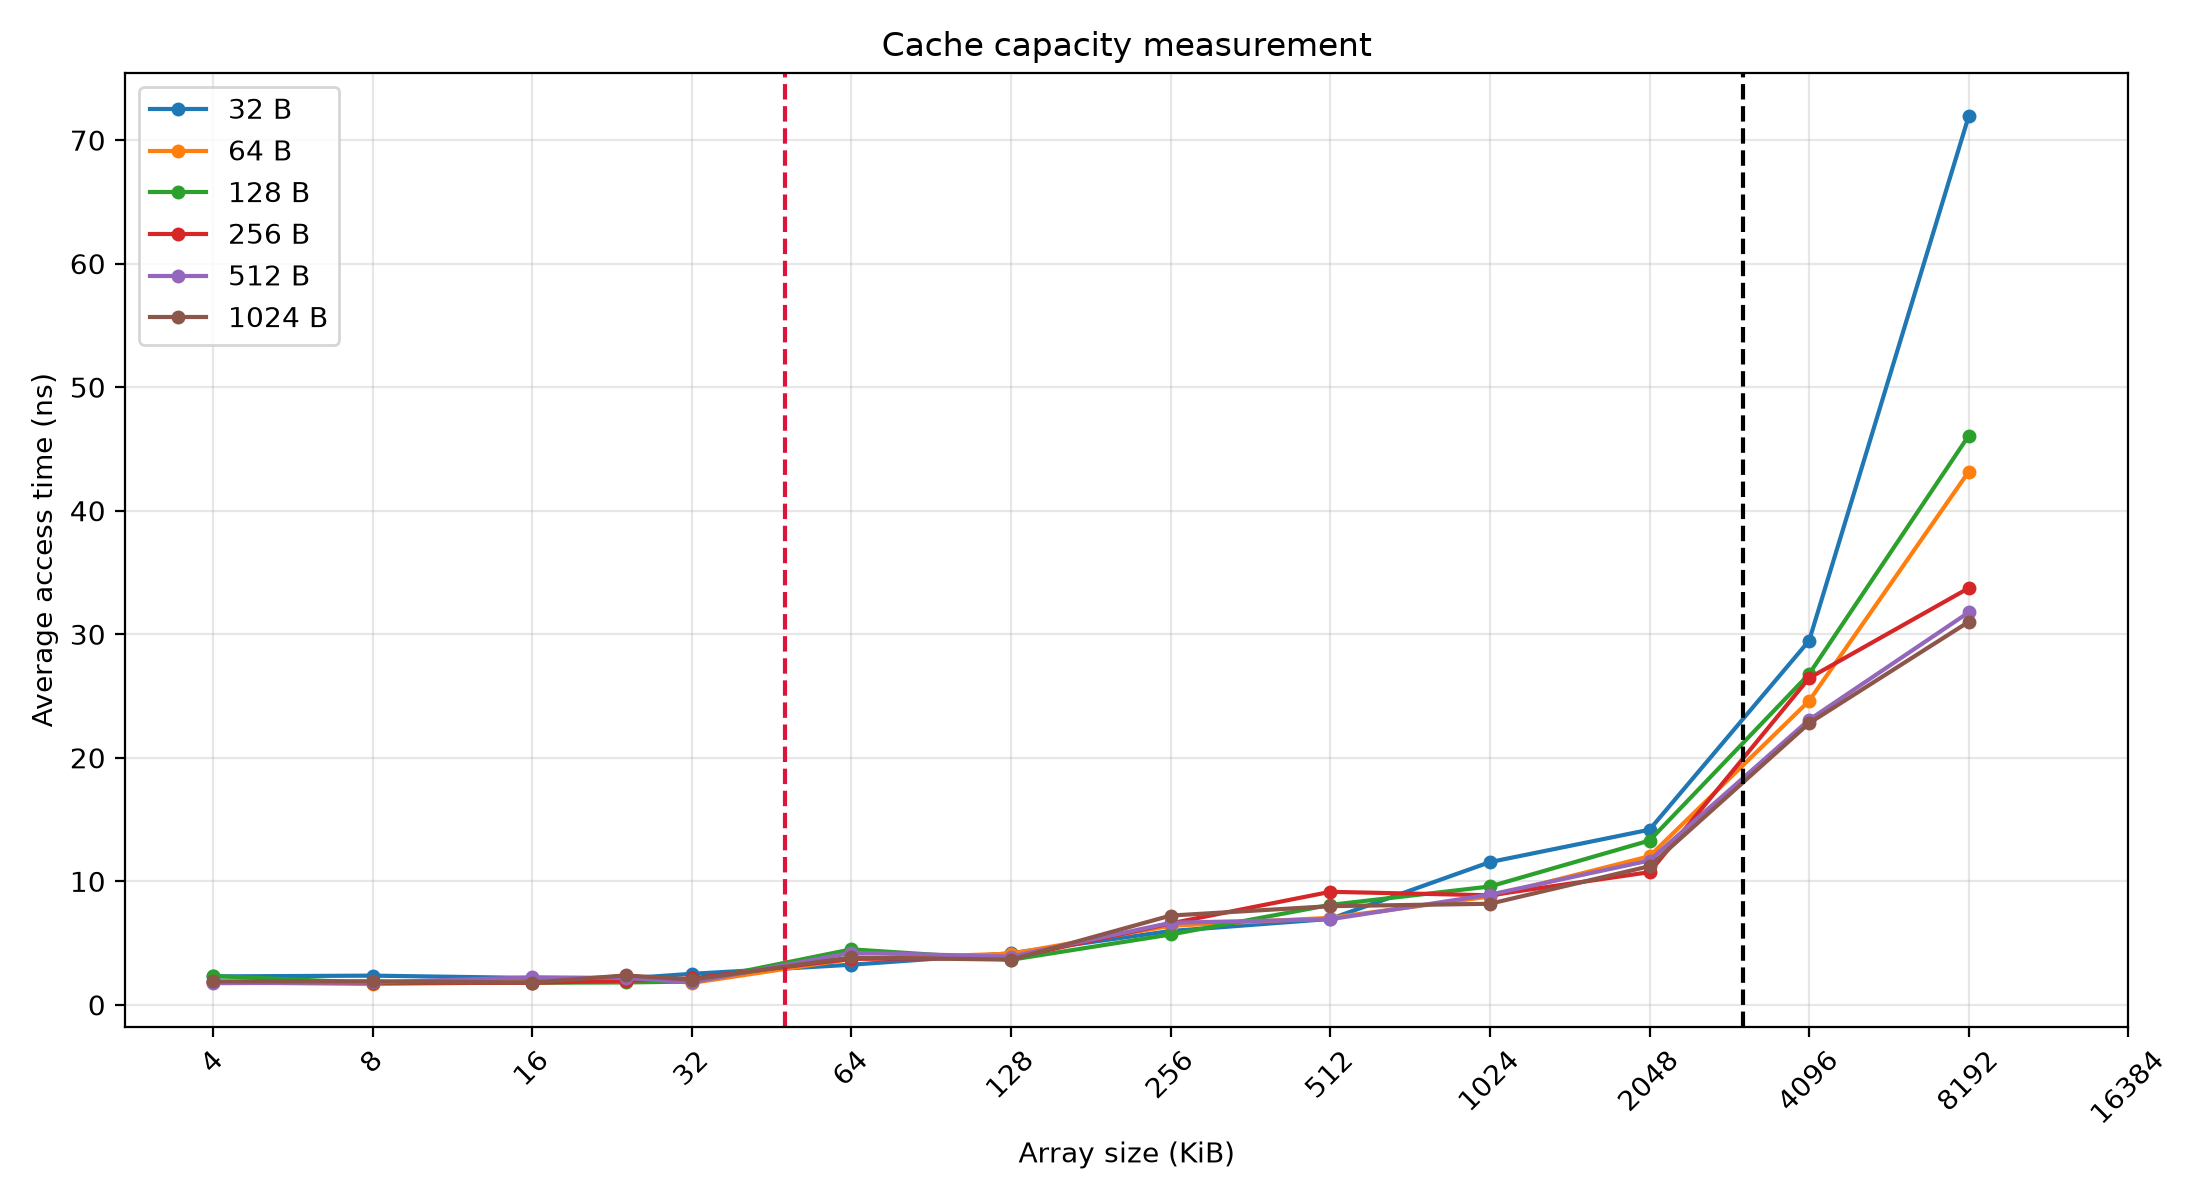 Cache capacity measurement
32 B
64 B
128 B
256 B
512 B
1024 B
70
60
50
40
30
20
10
0
Average access time (ns)
4
8
16
32
64
128
256
512
1024
2048
4096
8192
16384
Array size (KiB)